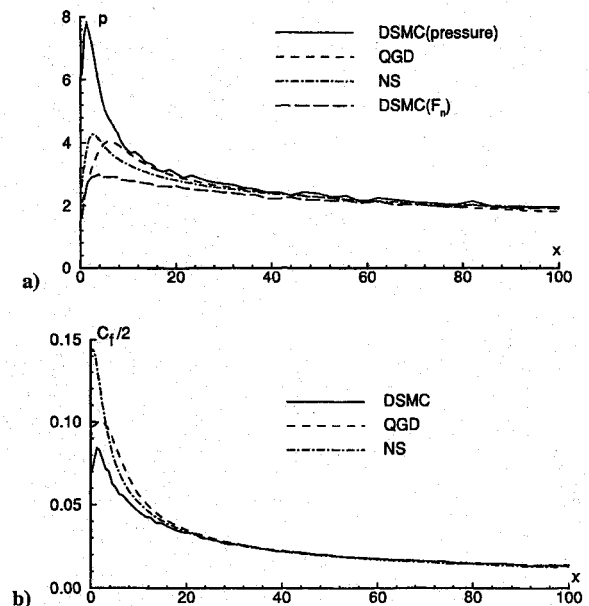 p
8
6
4
2
0
DSMC(pressure)
QGD
NS
DSMC(Fn)
x
0 20 40 60 80 100
a)
Cf/2
0.15
0.10
0.05
0.00
DSMC
QGD
NS
x
0 20 40 60 80 100
b)